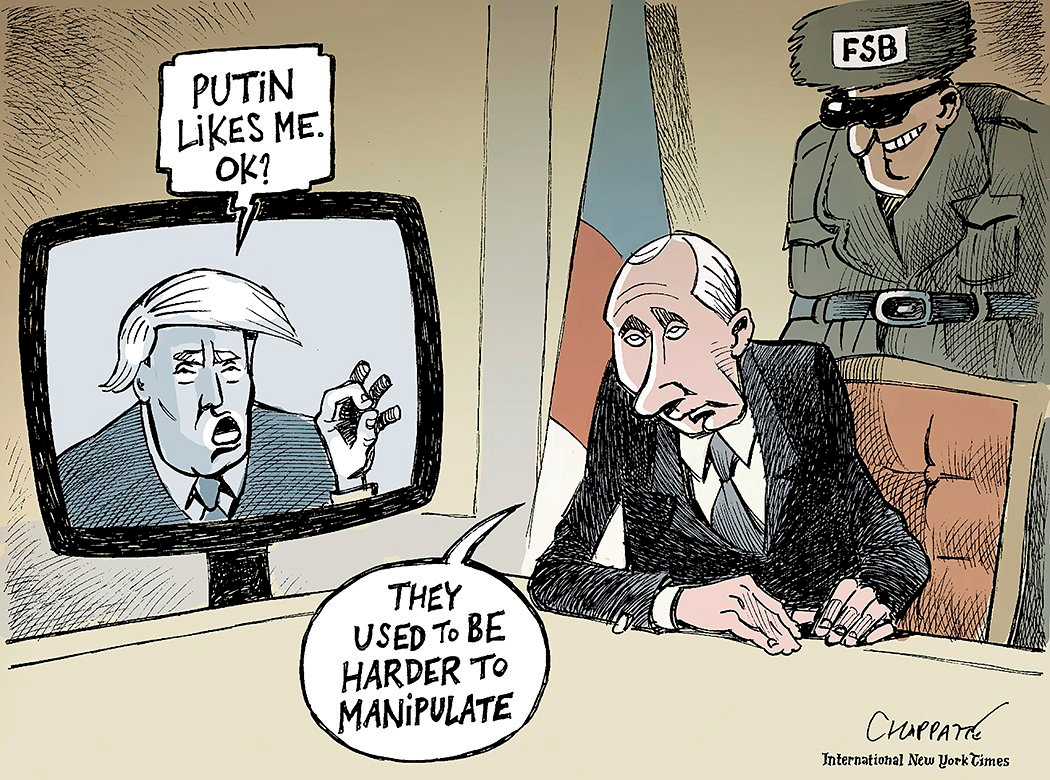 PUTiN
LiKES ME.
OK?
FSB
THEY
USED TO BE
HARDER TO
MANiPULATE
CHAPPATTE
International New York Times